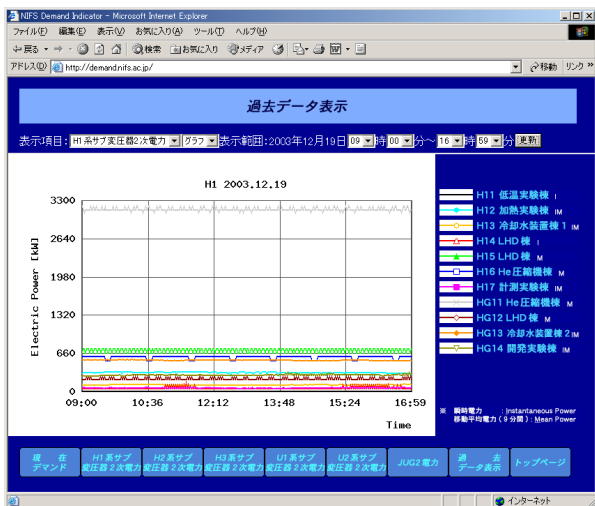 NIFS Demand Indicator - Microsoft Internet Explorer
ファイル(F) 編集(E) 表示(V) お気に入り(A) ツール(T) ヘルプ(H)
戻る 検索 お気に入り メディア
アドレス(D) http://demand.nifs.ac.jp/ 移動 リンク »
過去データ表示
表示項目: H1系サブ変圧器2次電力 グラフ 表示範囲:2003年12月19日 09 時 00 分~ 16 時 59 分 更新
H1 2003.12.19
Electric Power [kW]
3300
2640
1980
1320
660
0
09:00 10:36 12:12 13:48 15:24 16:59
Time
H11 低温実験棟 I
H12 加熱実験棟 IM
H13 冷却水装置棟1 IM
H14 LHD棟 I
H15 LHD棟 M
H16 He圧縮機棟 M
H17 計測実験棟 IM
HG11 He圧縮機棟 M
HG12 LHD棟 M
HG13 冷却水装置棟2 IM
HG14 開発実験棟 IM
※ 瞬時電力 : Instantaneous Power
移動平均電力(9分間) : Mean Power
現 在 デマンド
H1系サブ変圧器2次電力
H2系サブ変圧器2次電力
H3系サブ変圧器2次電力
U1系サブ変圧器2次電力
U2系サブ変圧器2次電力
JUG2電力
過 去 データ表示
トップページ
インターネット